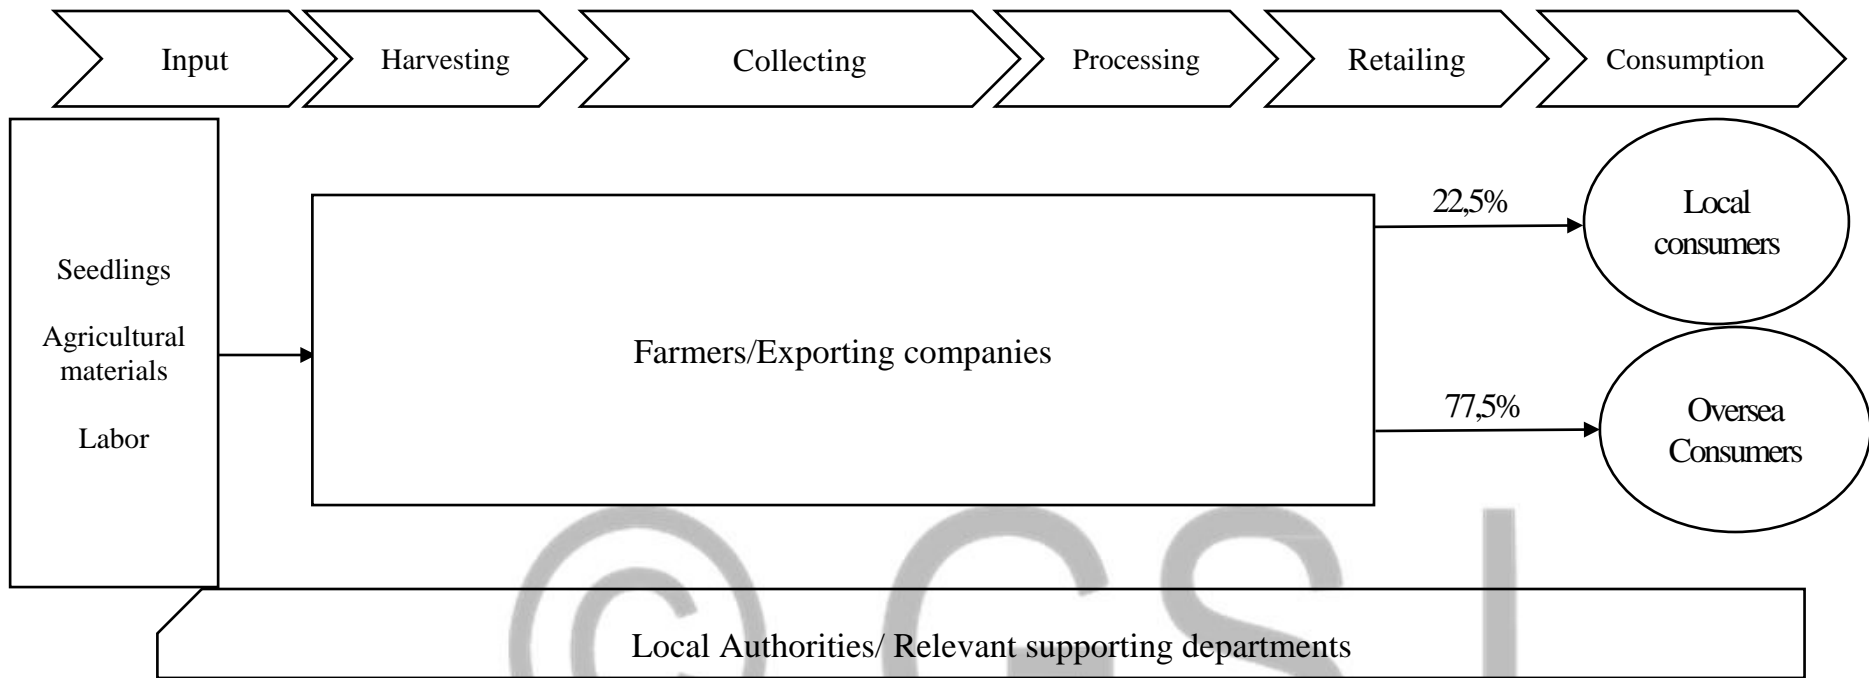 Input
Harvesting
Collecting
Processing
Retailing
Consumption
Seedlings
Agricultural
materials
Labor
Farmers/Exporting companies
22,5%
77,5%
Local
consumers
Oversea
Consumers
Local Authorities/ Relevant supporting departments
© GSJ